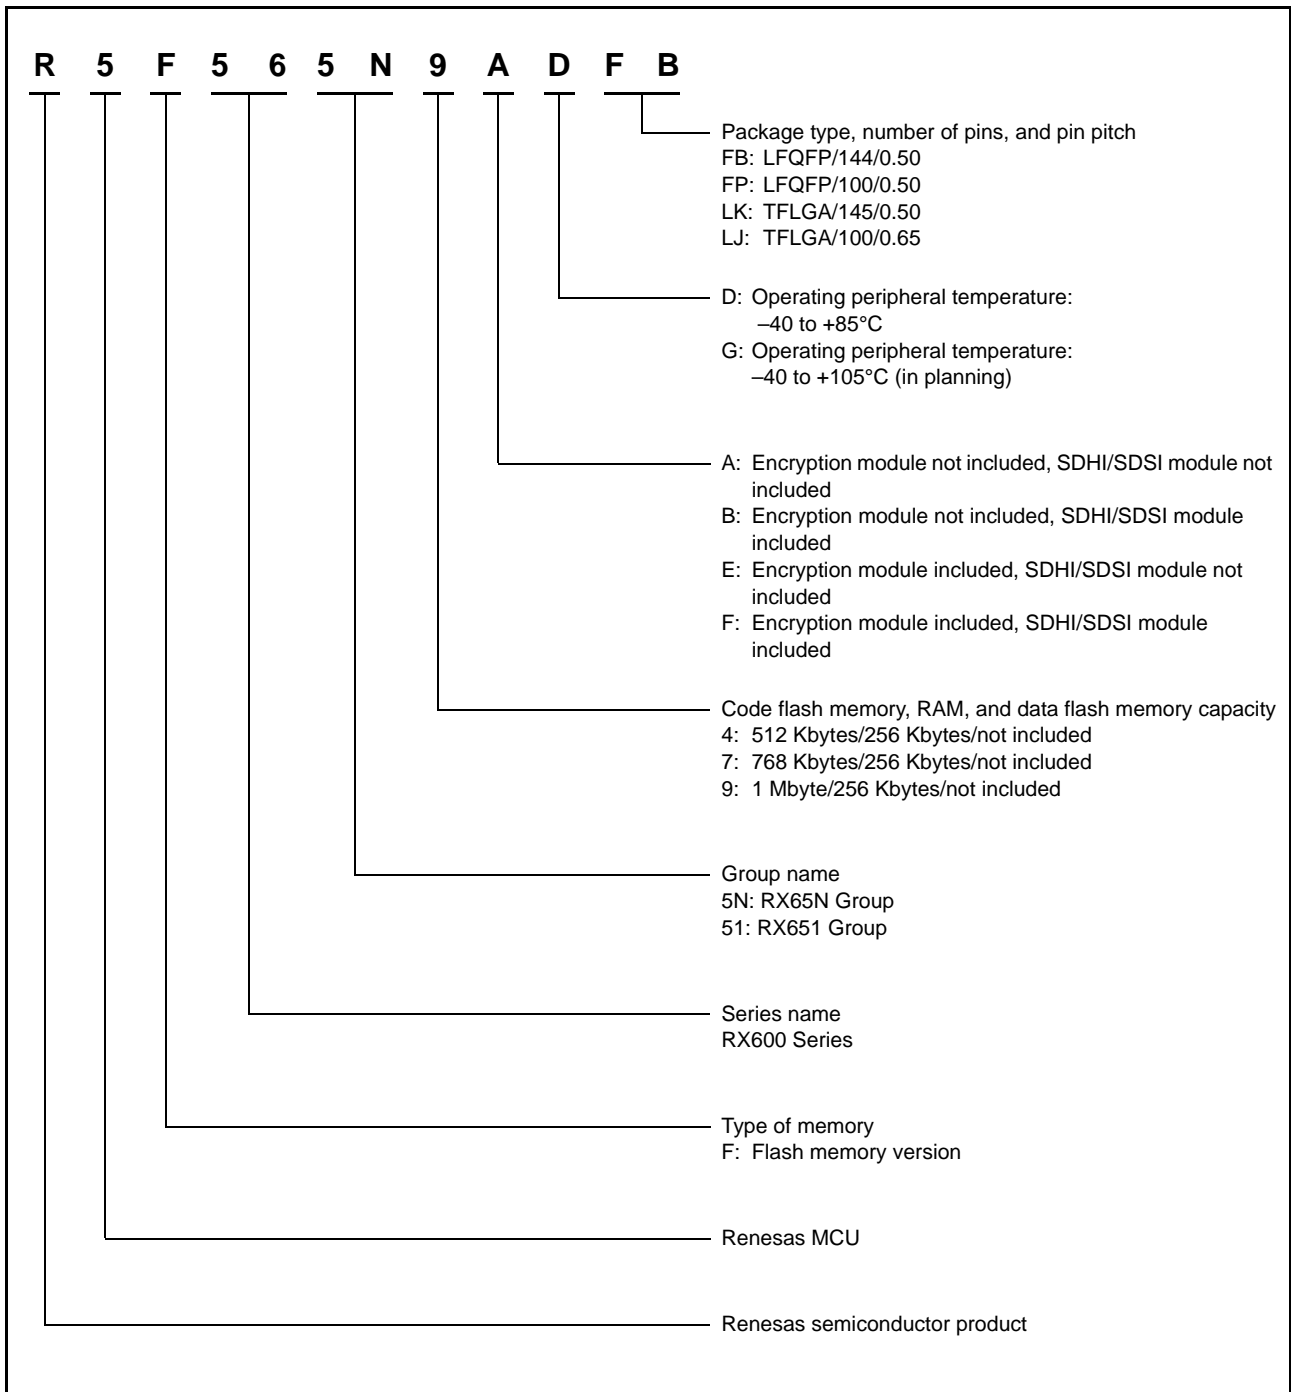 R 5 F 5 6 5 N 9 A D F B
Package type, number of pins, and pin pitch
FB: LFQFP/144/0.50
FP: LFQFP/100/0.50
LK: TFLGA/145/0.50
LJ: TFLGA/100/0.65
D: Operating peripheral temperature:
–40 to +85°C
G: Operating peripheral temperature:
–40 to +105°C (in planning)
A: Encryption module not included, SDHI/SDSI module not
included
B: Encryption module not included, SDHI/SDSI module
included
E: Encryption module included, SDHI/SDSI module not
included
F: Encryption module included, SDHI/SDSI module
included
Code flash memory, RAM, and data flash memory capacity
4: 512 Kbytes/256 Kbytes/not included
7: 768 Kbytes/256 Kbytes/not included
9: 1 Mbyte/256 Kbytes/not included
Group name
5N: RX65N Group
51: RX651 Group
Series name
RX600 Series
Type of memory
F: Flash memory version
Renesas MCU
Renesas semiconductor product